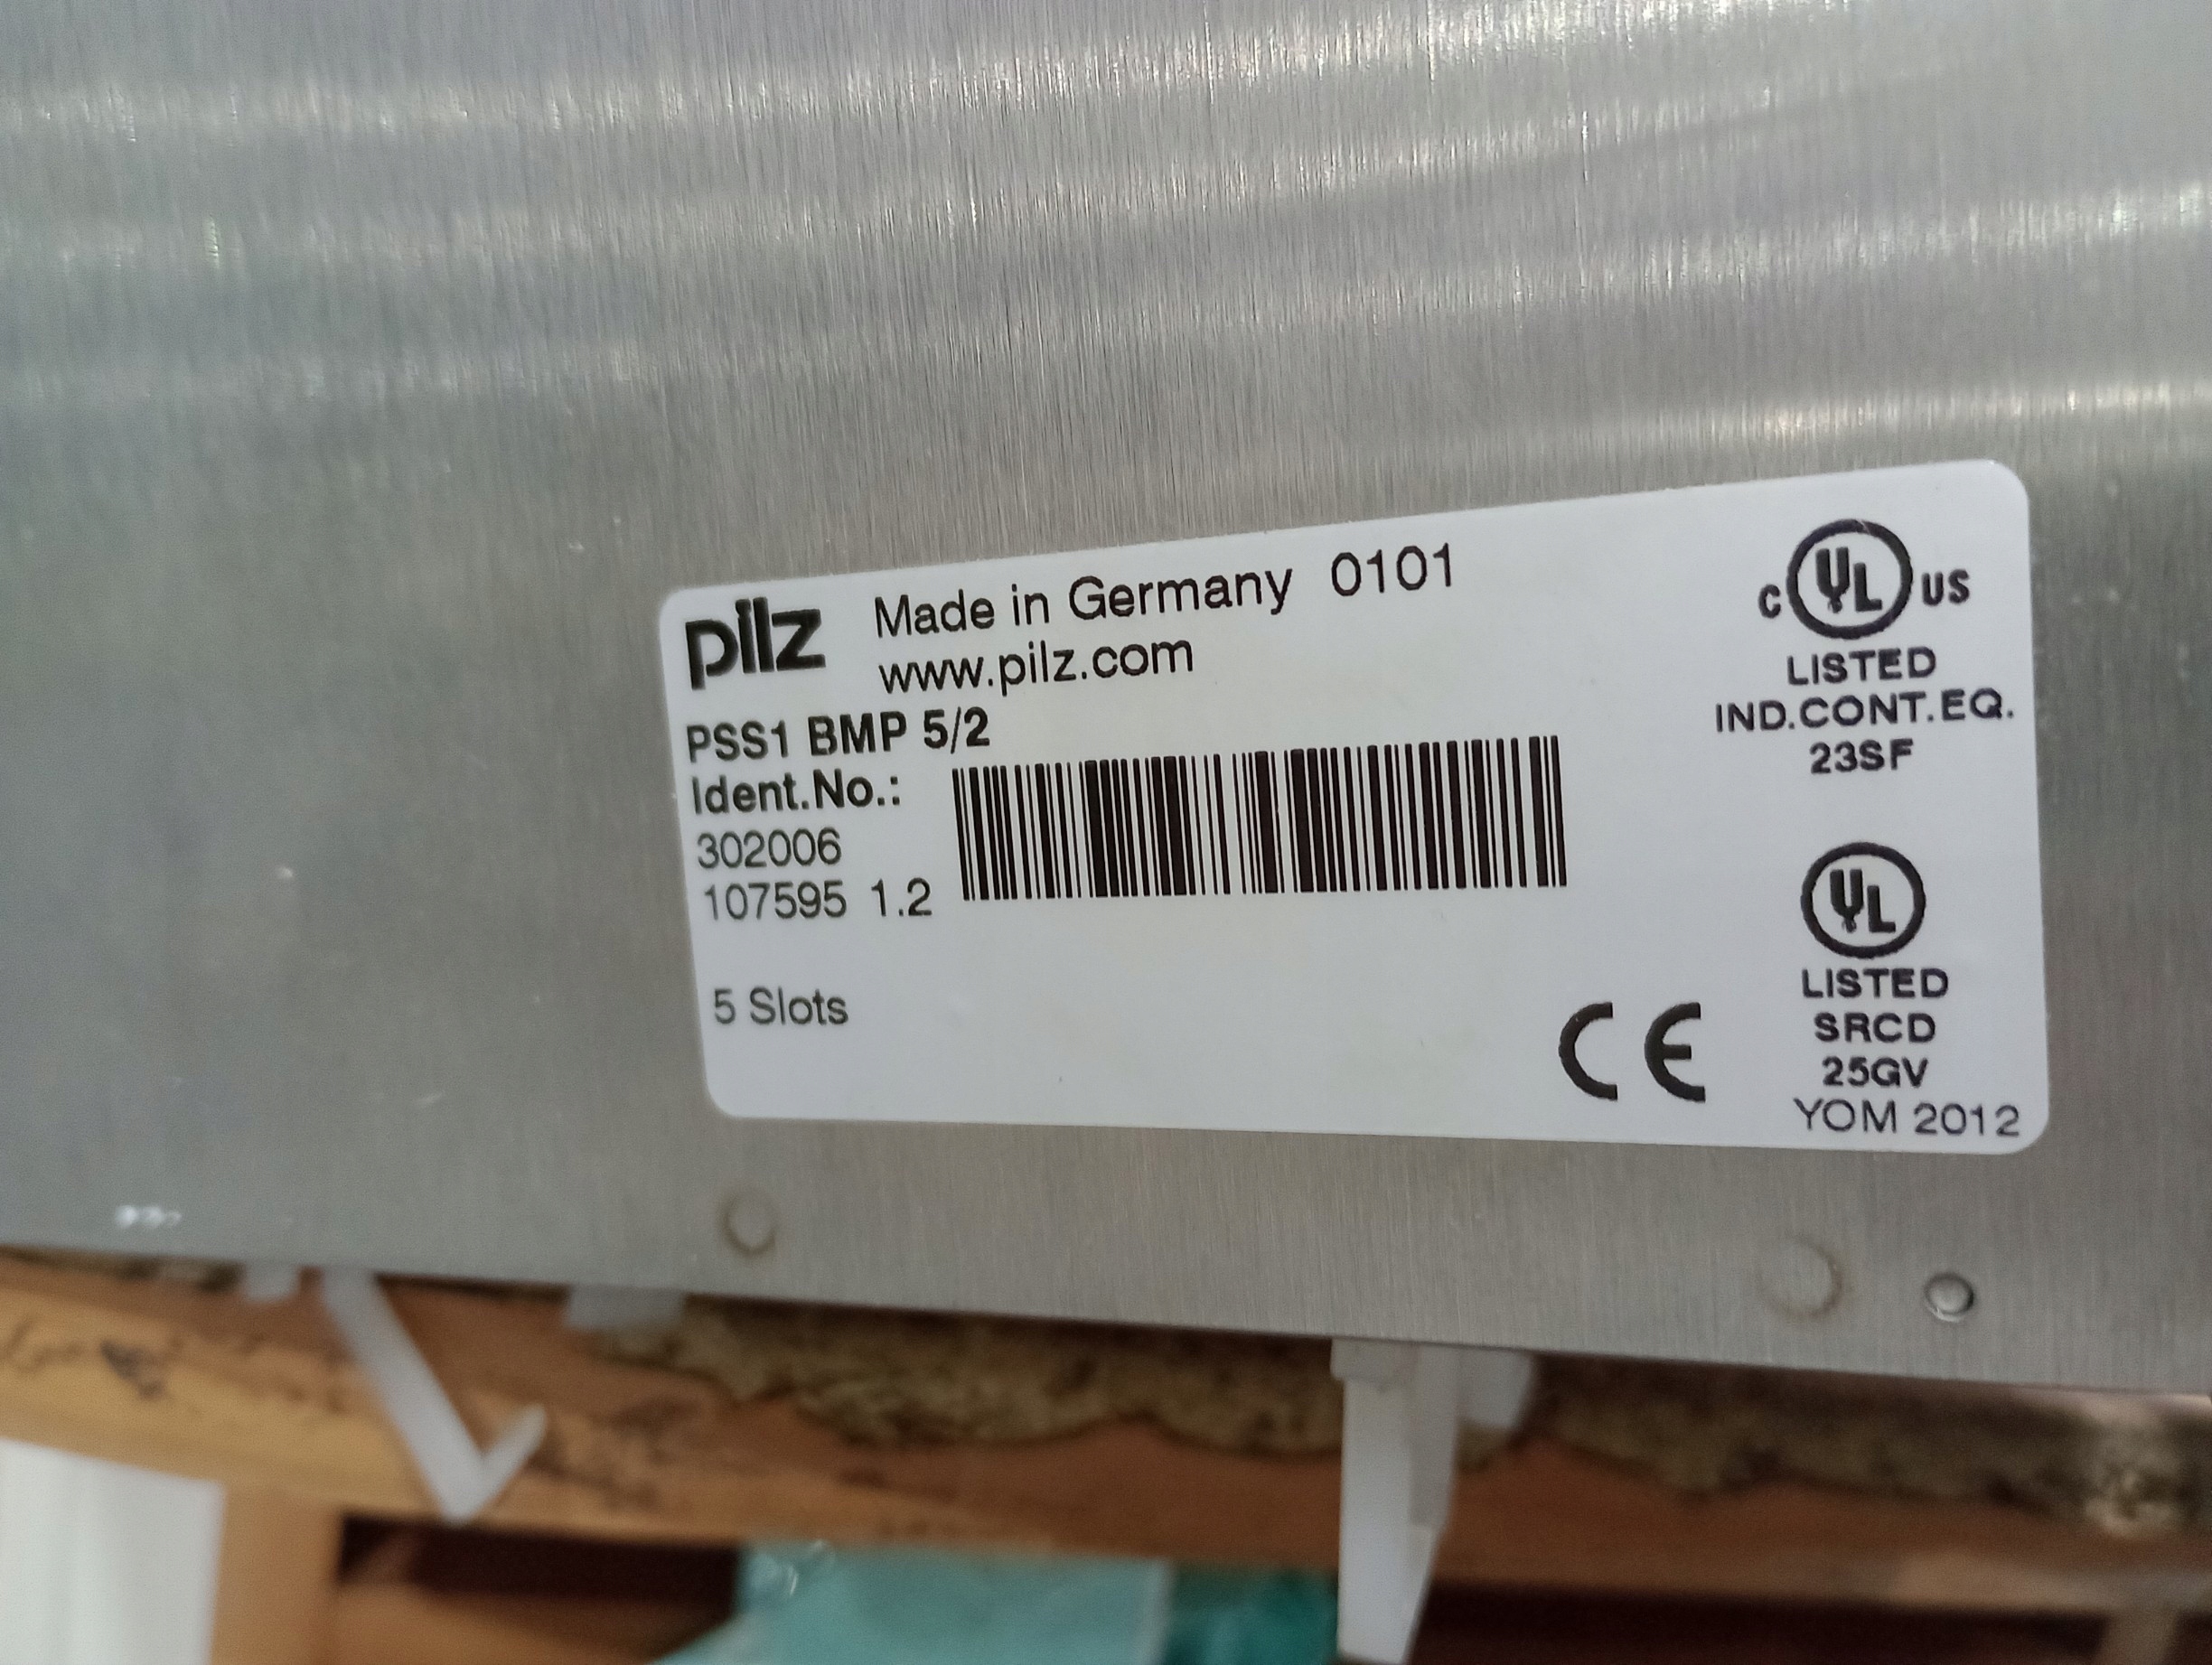 pilz Made in Germany 0101
www.pilz.com
PSS1 BMP 5/2
Ident.No.:
302006
107595 1.2
5 Slots
CE
C UL US
LISTED
IND.CONT.EQ.
23SF
UL
LISTED
SRCD
25GV
YOM 2012